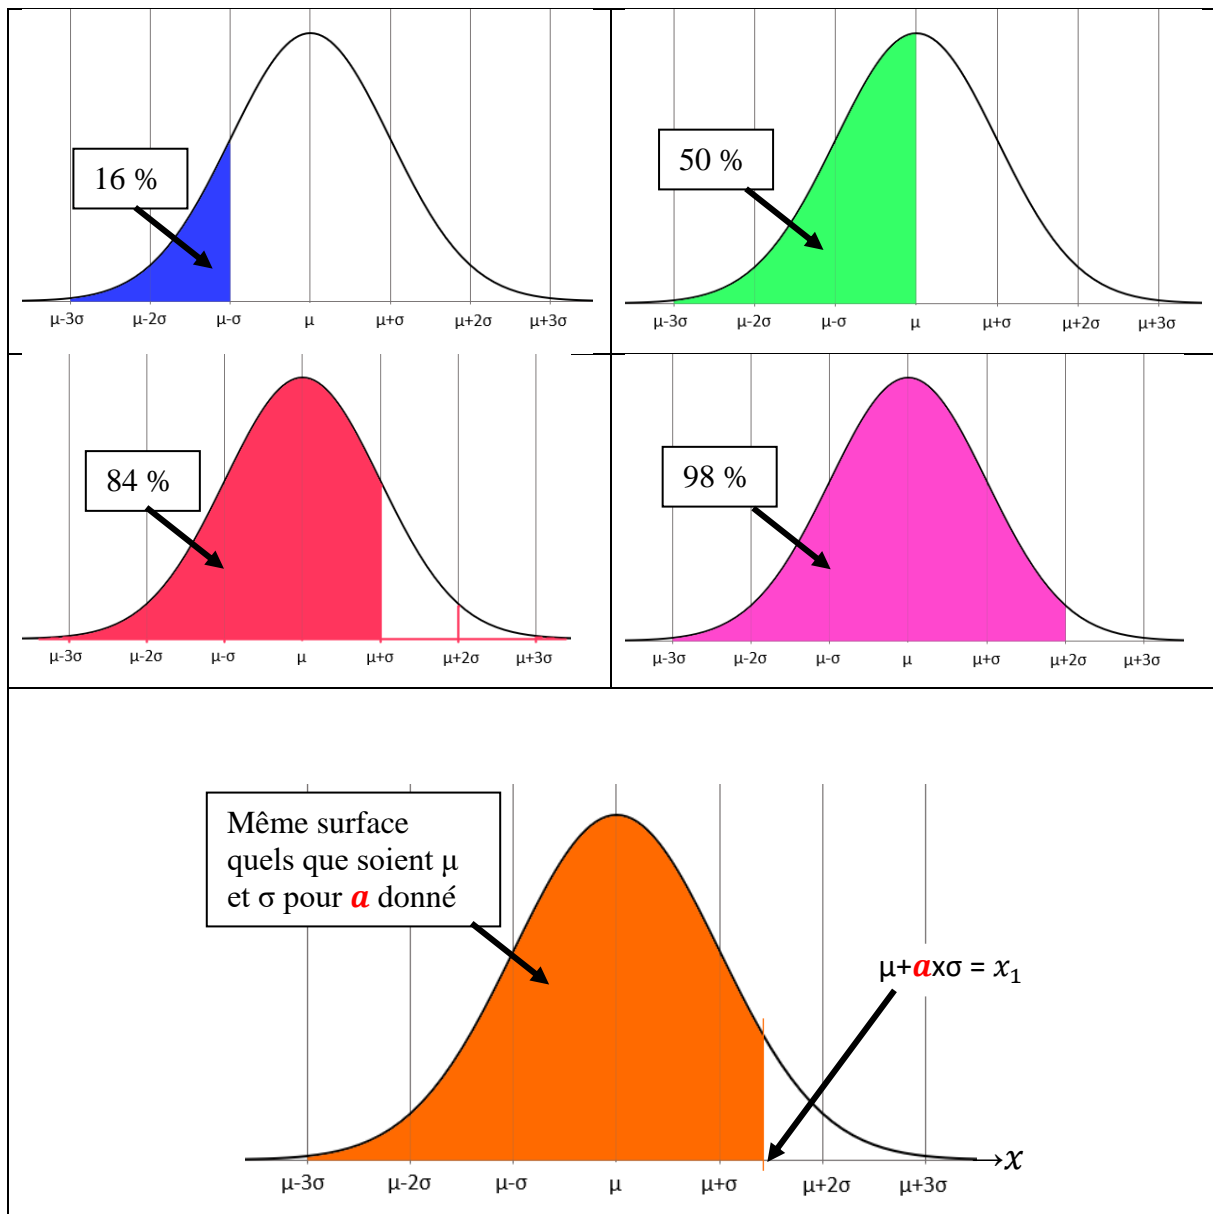 16 %
μ-3σ μ-2σ μ-σ μ μ+σ μ+2σ μ+3σ
50 %
μ-3σ μ-2σ μ-σ μ μ+σ μ+2σ μ+3σ
84 %
μ-3σ μ-2σ μ-σ μ μ+σ μ+2σ μ+3σ
98 %
μ-3σ μ-2σ μ-σ μ μ+σ μ+2σ μ+3σ
Même surface
quels que soient μ
et σ pour a donné
μ+axσ = x₁
x
μ-3σ μ-2σ μ-σ μ μ+σ μ+2σ μ+3σ